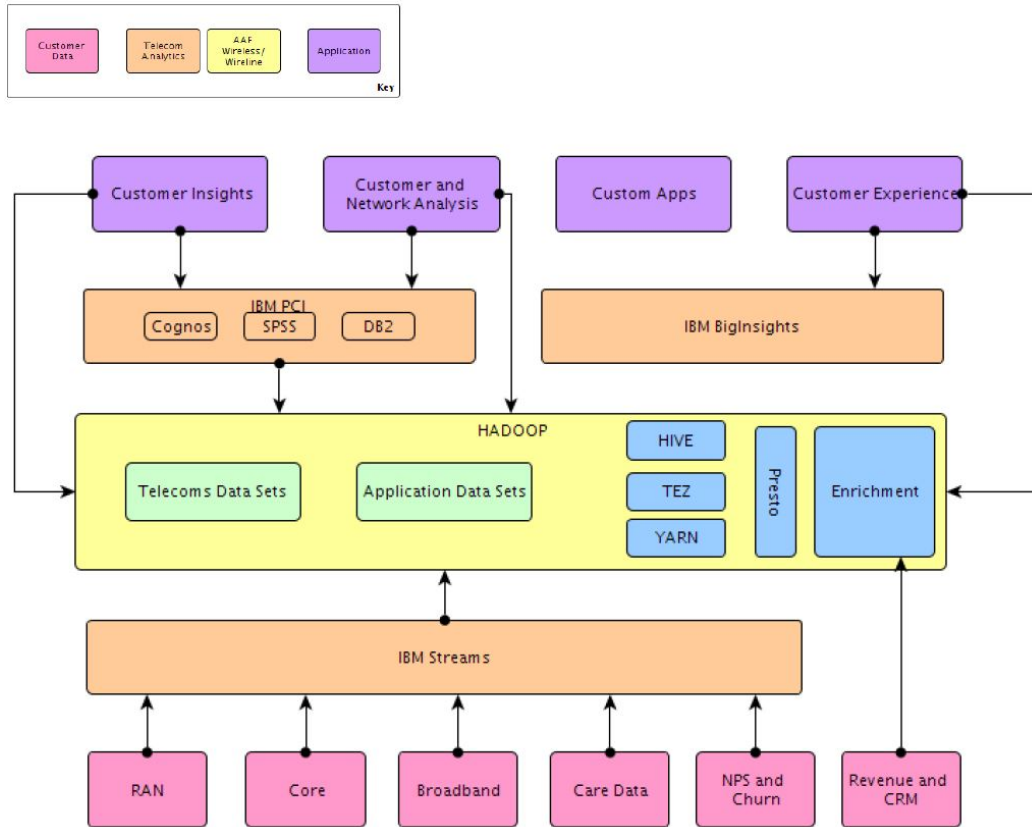 Customer
Data
Telecom
Analytics
AAF
Wireless/
Wireline
Application
Key
Customer Insights
Customer and
Network Analysis
Custom Apps
Customer Experience
IBM PCI
Cognos
SPSS
DB2
IBM BigInsights
HADOOP
Telecoms Data Sets
Application Data Sets
HIVE
TEZ
YARN
Presto
Enrichment
IBM Streams
RAN
Core
Broadband
Care Data
NPS and
Churn
Revenue and
CRM